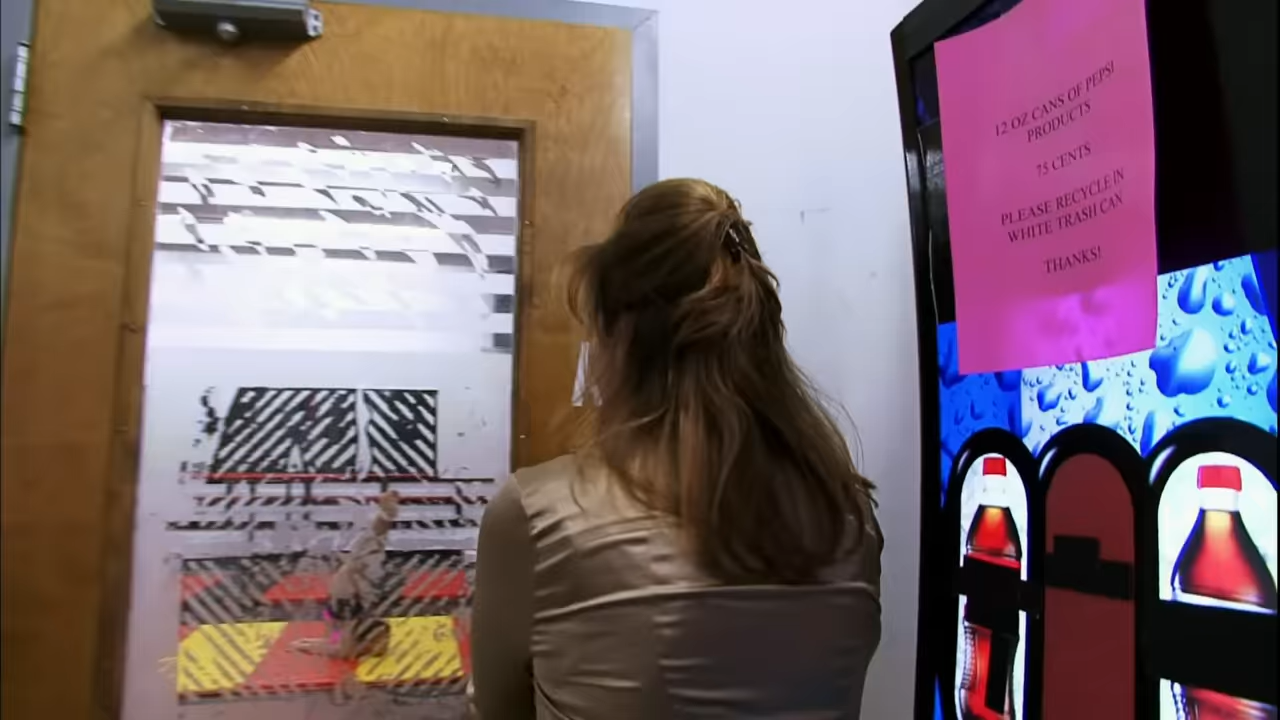 12 OZ CANS OF PEPSI
PRODUCTS
75 CENTS
PLEASE RECYCLE IN
WHITE TRASH CAN
THANKS!